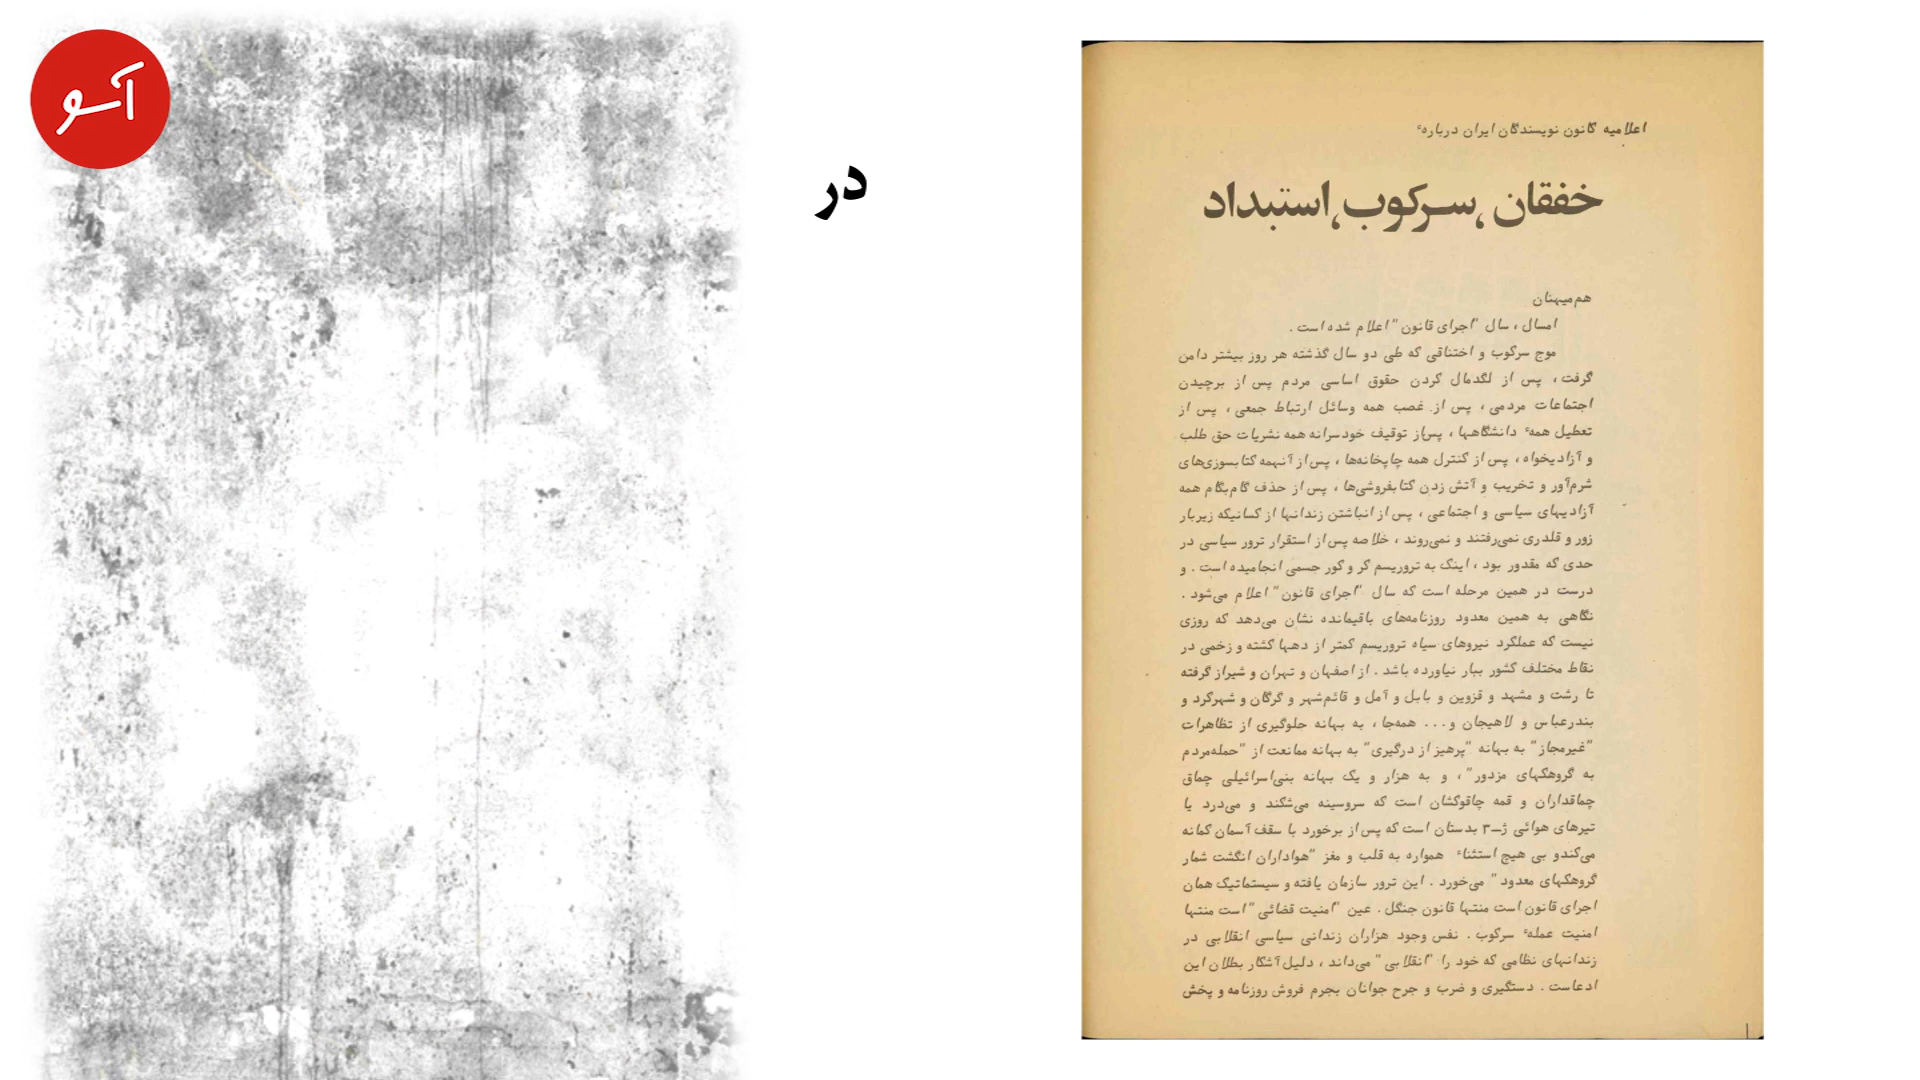 آسو
در
اعلامیه کانون نویسندگان ایران دربارهٔ
خفقان، سرکوب، استبداد
هم‌میهنان
امسال، سال "اجرای قانون" اعلام شده است.
موج سرکوب و اختناقی که طی دو سال گذشته هر روز بیشتر دامن
گرفت، پس از لگدمال کردن حقوق اساسی مردم پس از برچیدن
اجتماعات مردمی، پس از غصب همه وسائل ارتباط جمعی، پس از
تعطیل همهٔ دانشگاهها، پس‌از توقیف خودسرانه همه نشریات حق طلب
و آزادیخواه، پس از کنترل همه چاپخانه‌ها، پس‌از آنهمه کتابسوزی‌های
شرم‌آور و تخریب و آتش زدن کتابفروشی‌ها، پس از حذف گام‌بگام همه
آزادیهای سیاسی و اجتماعی، پس از انباشتن زندانها از کسانیکه زیربار
زور و قلدری نمی‌رفتند و نمی‌روند، خلاصه پس‌از استقرار ترور سیاسی در
حدی که مقدور بود، اینک به تروریسم کر و کور جسمی انجامیده است. و
درست در همین مرحله است که سال "اجرای قانون" اعلام می‌شود.
نگاهی به همین معدود روزنامه‌های باقیمانده نشان می‌دهد که روزی
نیست که عملکرد نیروهای سیاه تروریسم کمتر از دهها کشته و زخمی در
نقاط مختلف کشور ببار نیاورده باشد. از اصفهان و تهران و شیراز گرفته
تا رشت و مشهد و قزوین و بابل و آمل و قائم‌شهر و گرگان و شهرکرد و
بندرعباس و لاهیجان و... همه‌جا، به بهانه جلوگیری از تظاهرات
"غیرمجاز" به بهانه "پرهیز از درگیری" به بهانه ممانعت از "حمله‌مردم
به گروهکهای مزدور"، و به هزار و یک بهانه بنی‌اسرائیلی چماق
چماقداران و قمه چاقوکشان است که سروسینه می‌شکند و می‌درد یا
تیرهای هوائی ژ-۳ بدستان است که پس‌از برخورد با سقف آسمان کمانه
می‌کندو بی هیچ استثناء همواره به قلب و مغز "هواداران انگشت شمار
گروهکهای معدود" می‌خورد. این ترور سازمان یافته و سیستماتیک همان
اجرای قانون است منتها قانون جنگل. عین "امنیت قضائی" است منتها
امنیت عملهٔ سرکوب. نفس وجود هزاران زندانی سیاسی انقلابی در
زندانهای نظامی که خود را "انقلابی" می‌داند، دلیل آشکار بطلان این
ادعاست. دستگیری و ضرب و جرح جوانان بجرم فروش روزنامه و پخش